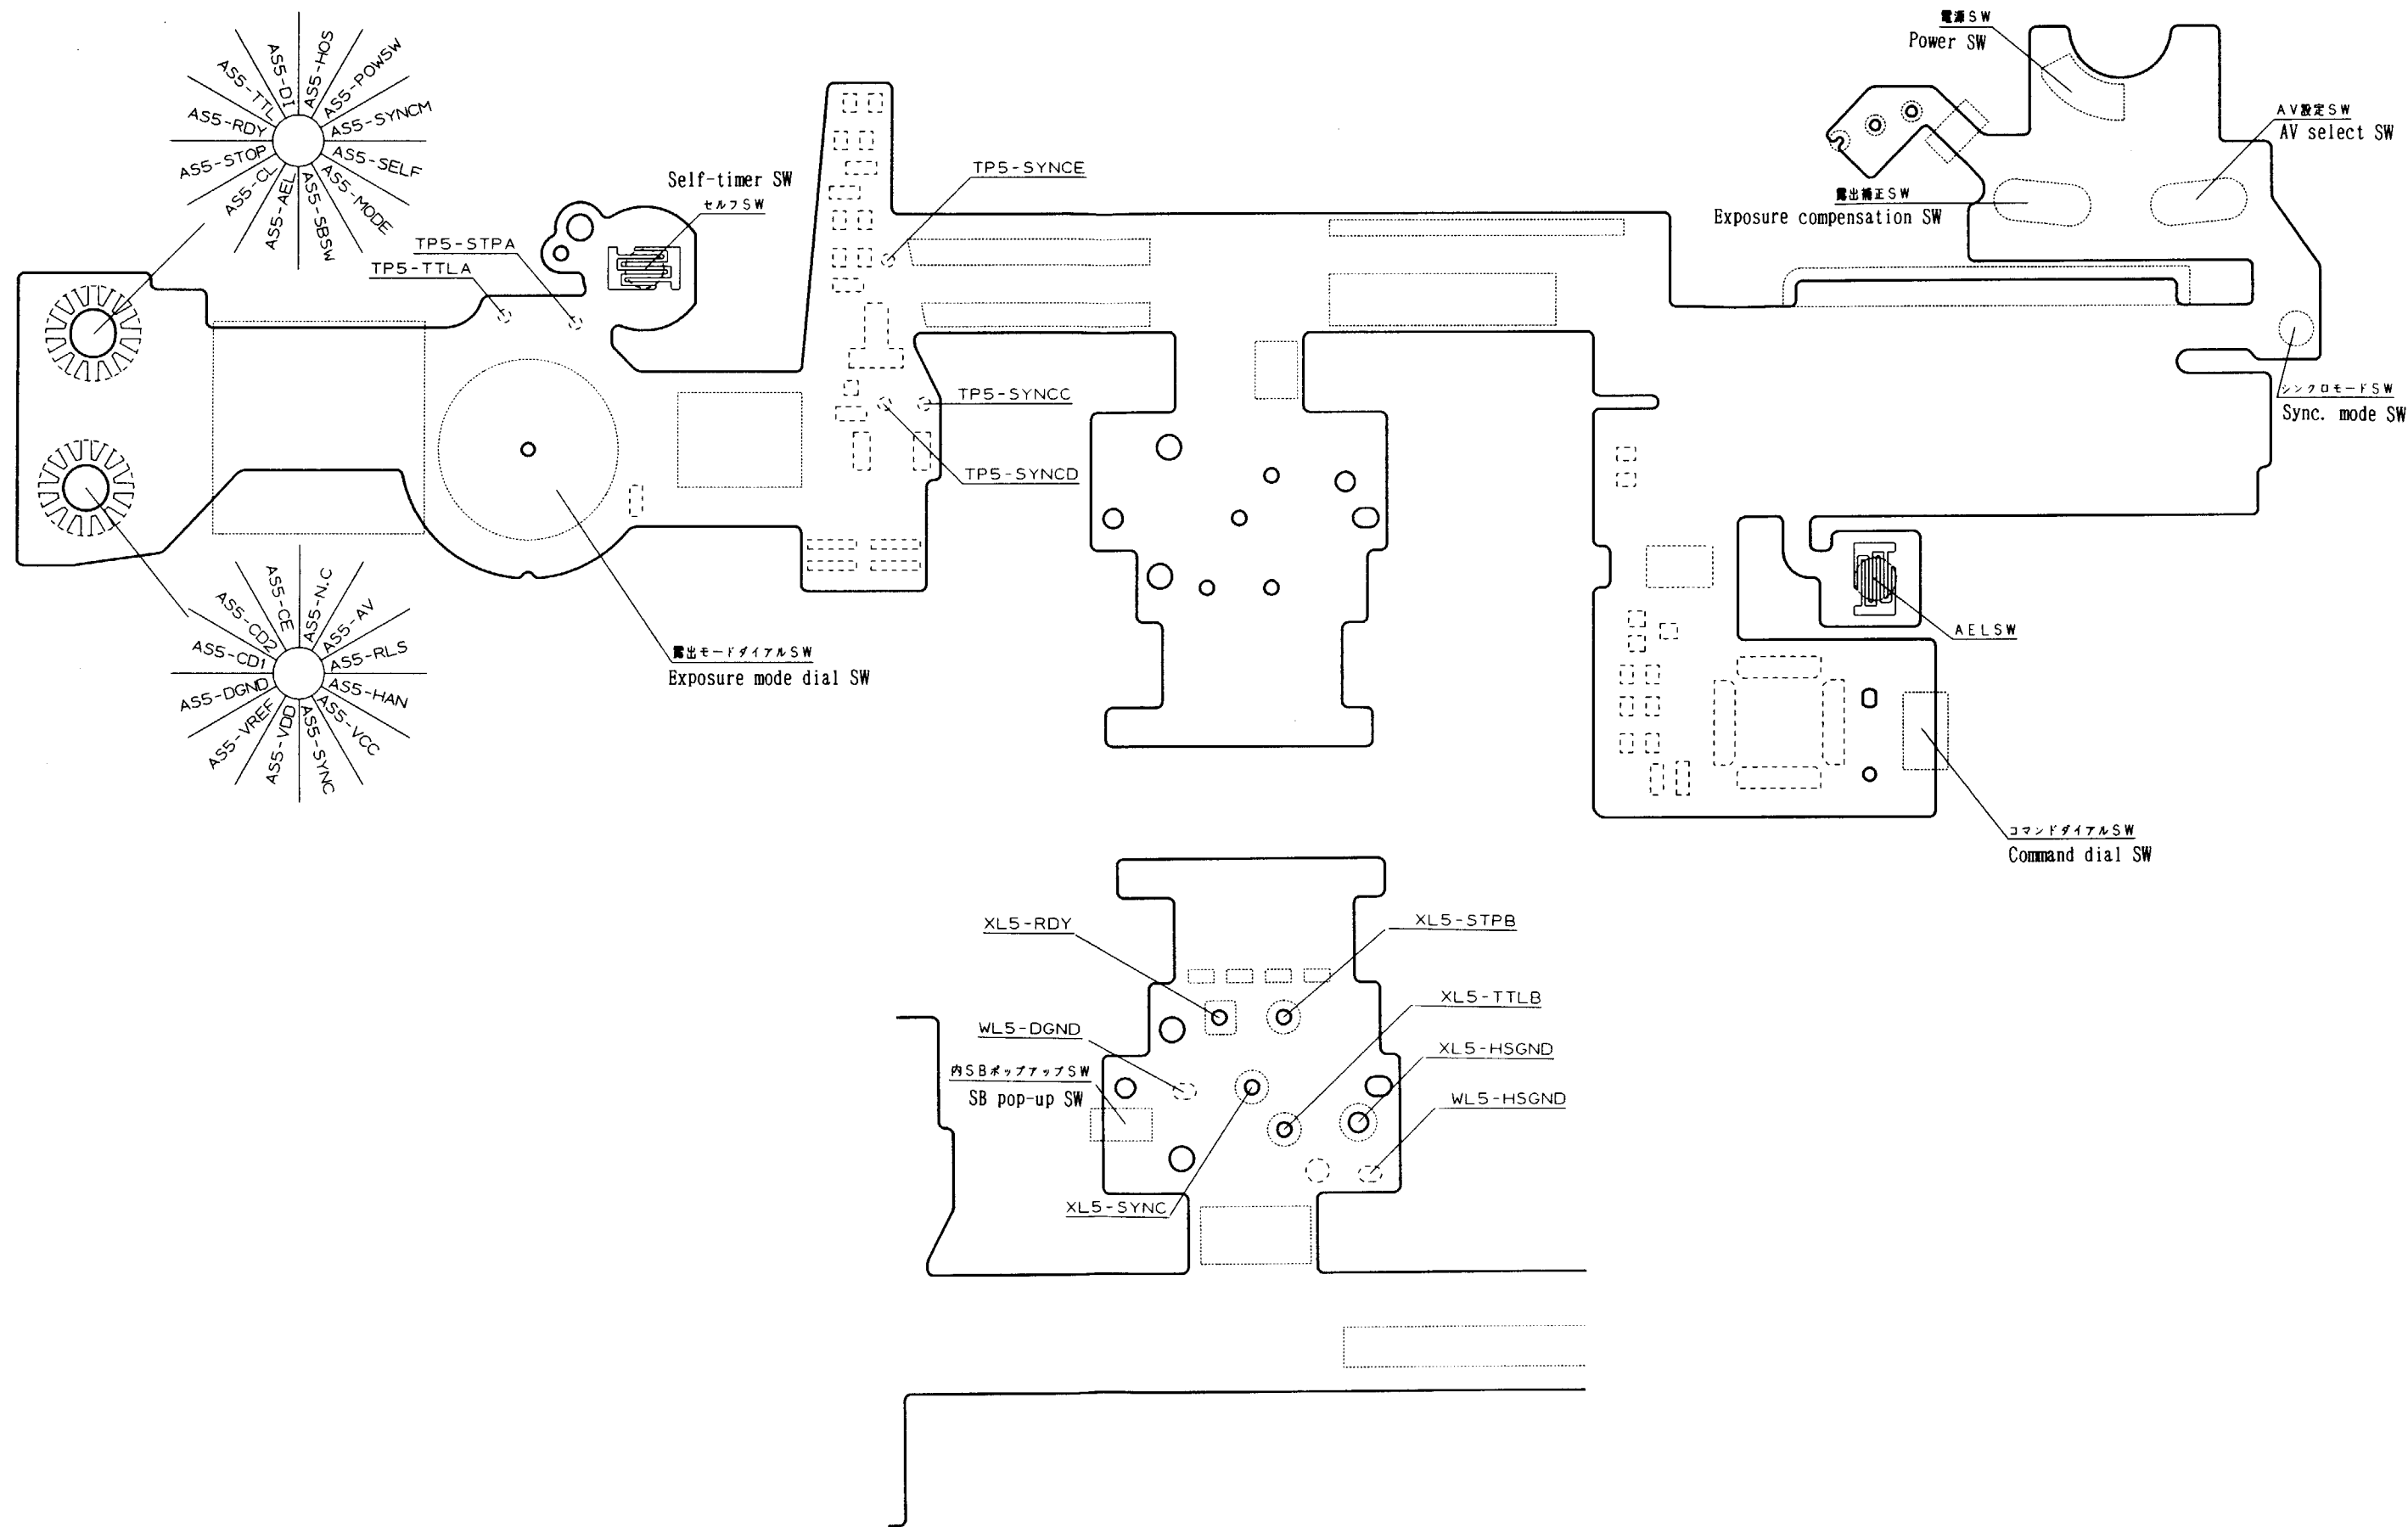 AS5-DI
AS5-HOS
AS5-TTL
AS5-POWSW
AS5-RDY
AS5-SYNCM
AS5-STOP
AS5-SELF
AS5-CL
AS5-MODE
AS5-AEL
AS5-SBSW
TP5-STPA
TP5-TTLA
Self-timer SW
セルフSW
TP5-SYNCE
TP5-SYNCC
TP5-SYNCD
電源SW
Power SW
AV設定SW
AV select SW
露出補正SW
Exposure compensation SW
シンクロモードSW
Sync. mode SW
AS5-CE
AS5-N.C
AS5-CD2
AS5-AV
AS5-CD1
AS5-RLS
AS5-DGND
AS5-HAN
AS5-VREF
AS5-VCC
AS5-VDD
AS5-SYNC
露出モードダイアルSW
Exposure mode dial SW
AELSW
コマンドダイアルSW
Command dial SW
XL5-RDY
XL5-STPB
XL5-TTLB
WL5-DGND
XL5-HSGND
内SBポップアップSW
SB pop-up SW
WL5-HSGND
XL5-SYNC